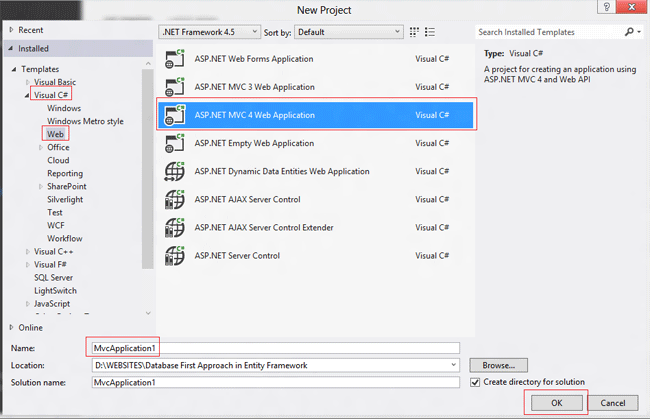 New Project
Recent
.NET Framework 4.5
Sort by:
Default
Search Installed Templates
Installed
Templates
Visual Basic
Visual C#
Windows
Windows Metro style
Web
Office
Cloud
Reporting
SharePoint
Silverlight
Test
WCF
Workflow
Visual C++
Visual F#
SQL Server
LightSwitch
JavaScript
Online
ASP.NET Web Forms Application Visual C#
ASP.NET MVC 3 Web Application Visual C#
ASP.NET MVC 4 Web Application Visual C#
ASP.NET Empty Web Application Visual C#
ASP.NET Dynamic Data Entities Web Application Visual C#
ASP.NET AJAX Server Control Visual C#
ASP.NET AJAX Server Control Extender Visual C#
ASP.NET Server Control Visual C#
Type: Visual C#
A project for creating an application using
ASP.NET MVC 4 and Web API
Name: MvcApplication1
Location: D:\WEBSITES\Database First Approach in Entity Framework Browse...
Solution name: MvcApplication1 Create directory for solution
OK Cancel